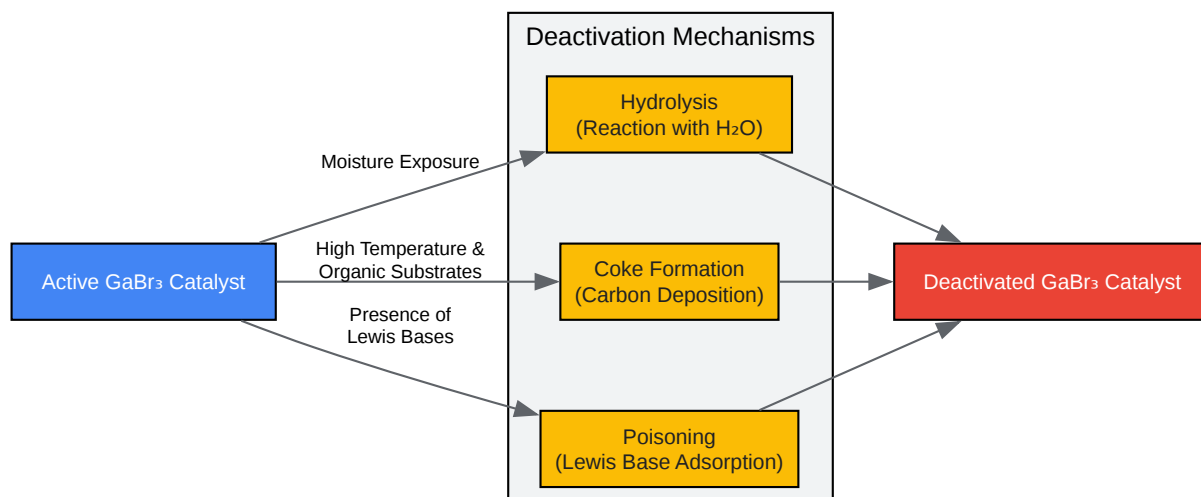 Deactivation Mechanisms
Hydrolysis
(Reaction with H₂O)
Moisture Exposure
High Temperature &
Organic Substrates
Active GaBr₃ Catalyst
Coke Formation
(Carbon Deposition)
Deactivated GaBr₃ Catalyst
Presence of
Lewis Bases
Poisoning
(Lewis Base Adsorption)